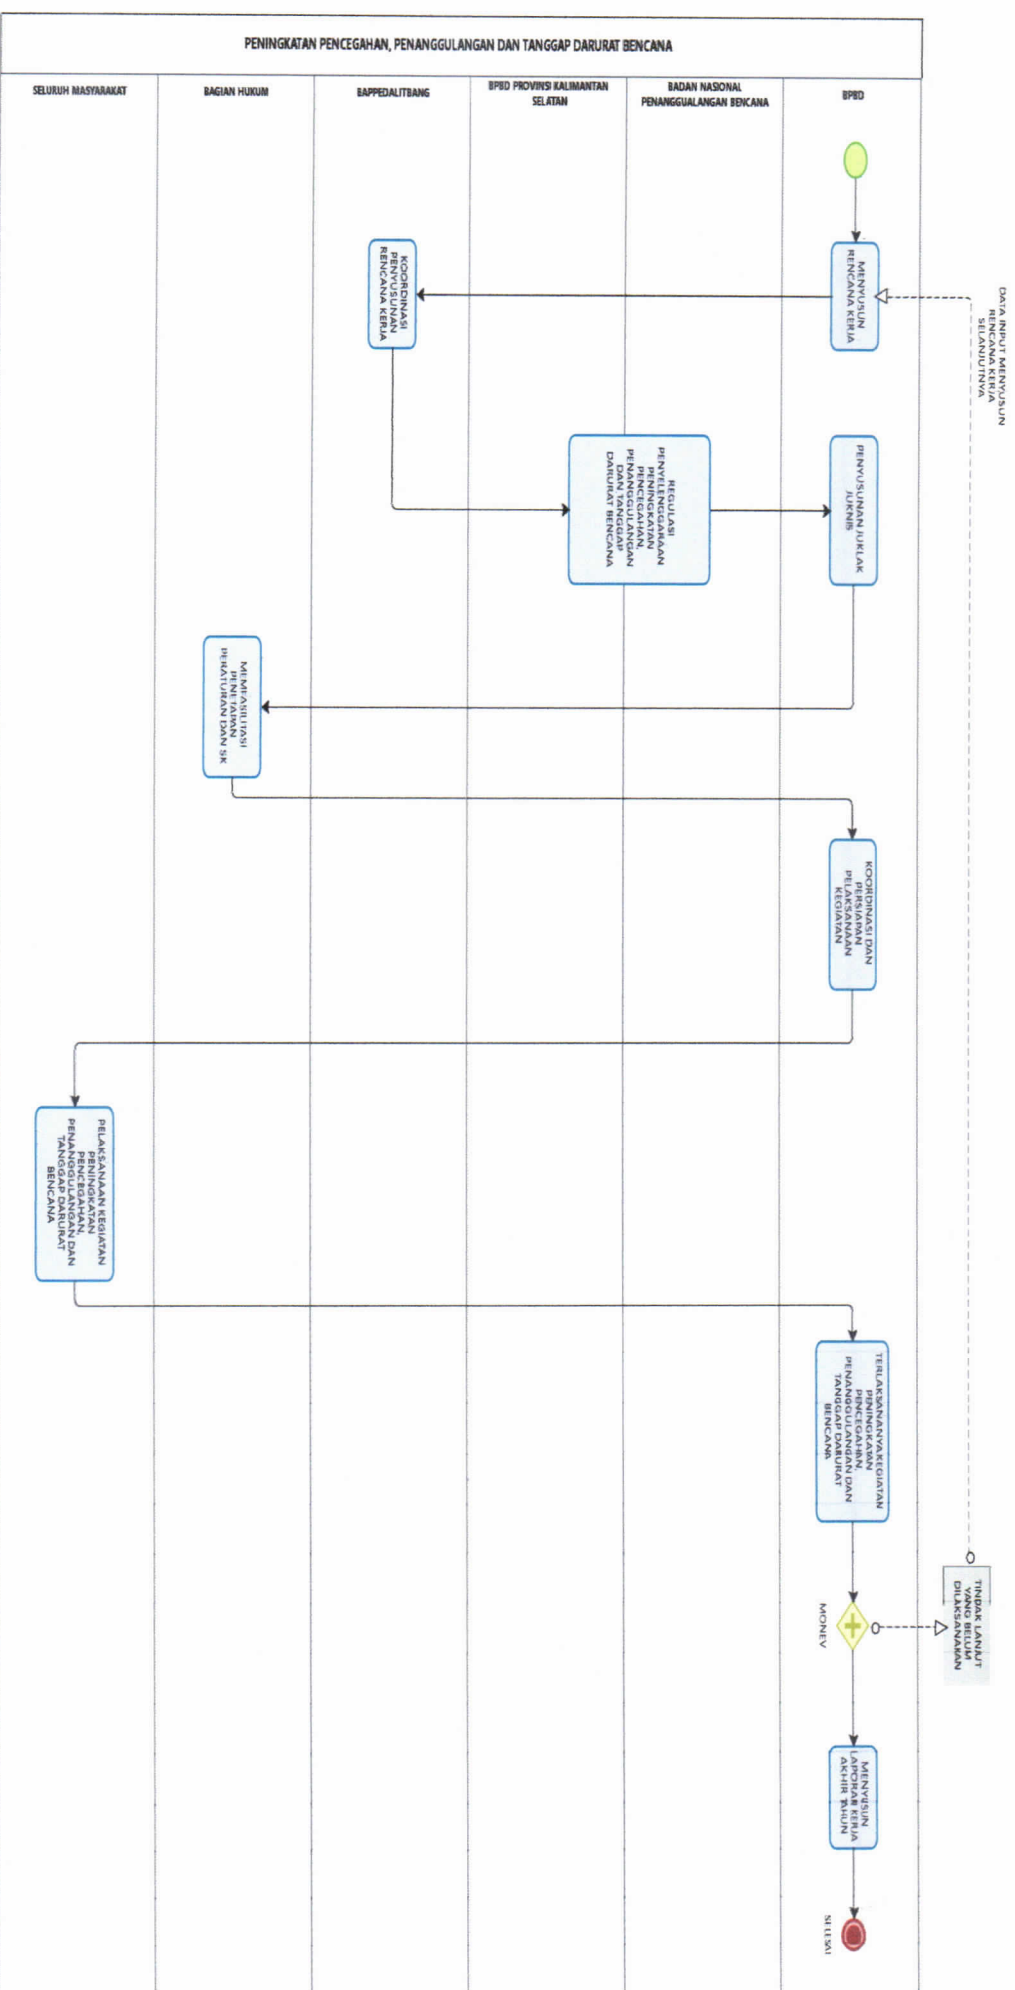 PENINGKATAN PENCEGAHAN, PENANGGULANGAN DAN TANGGAP DARURAT BENCANA
SELURUH MASYARAKAT
BAGIAN HUKUM
BAPPEDALITBANG
BPBD PROVINSI KALIMANTAN
SELATAN
BADAN NASIONAL
PENANGGUALANGAN BENCANA
BPBD
DATA INPUT MENYUSUN
RENCANA KERJA
SELANJUTNYA
MENYUSUN
RENCANA KERJA
KOORDINASI
PENYUSUNAN
RENCANA KERJA
REGULASI
PENYELENGGARAAN
PENINGKATAN
PENCEGAHAN,
PENANGGULANGAN
DAN TANGGAP
DARURAT BENCANA
PENYUSUNAN JUKLAK
JUKNIS
MEMFASILITASI
PENETAPAN
PERATURAN DAN SK
KOORDINASI DAN
PERSIAPAN
PELAKSANAAN
KEGIATAN
PELAKSANAAN KEGIATAN
PENINGKATAN
PENCEGAHAN,
PENANGGULANGAN DAN
TANGGAP DARURAT
BENCANA
TERLAKSANANYA KEGIATAN
PENINGKATAN
PENCEGAHAN,
PENANGGULANGAN DAN
TANGGAP DARURAT
BENCANA
MONEV
TINDAK LANJUT
YANG BELUM
DILAKSANAKAN
MENYUSUN
LAPORAN KERJA
AKHIR TAHUN
SELESAI